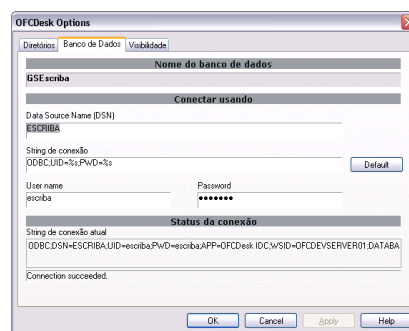 OFCDesk Options
Diretórios Banco de Dados Visibilidade
Nome do banco de dados
GSEscriba
Conectar usando
Data Source Name (DSN)
ESCRIBA
String de conexão
ODBC;UID=%s;PWD=%s
Default
User name Password
escriba ●●●●●●●
Status da conexão
String de conexão atual
ODBC;DSN=ESCRIBA;UID=escriba;PWD=escriba;APP=OFCDesk IDC;WSID=OFCDEVSERVER01;DATABA
Connection succeeded.
OK Cancel Apply Help